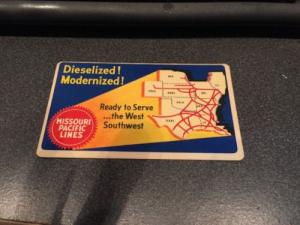 Dieselized!
Modernized!
Ready to Serve
...the West
Southwest
MISSOURI
PACIFIC
LINES